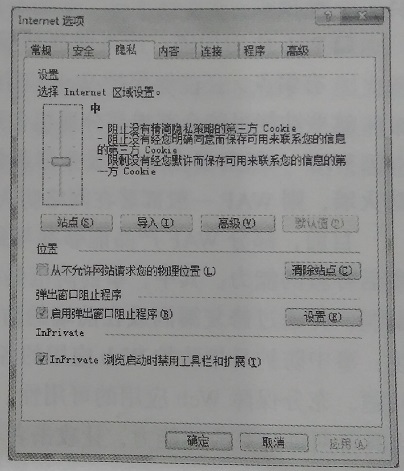 Internet 选项
常规 安全 隐私 内容 连接 程序 高级
设置
选择 Internet 区域设置。
中
- 阻止没有精简隐私策略的第三方 Cookie
- 阻止没有经您明确同意而保存可用来联系您的信息
的第三方 Cookie
- 限制没有经您默许而保存可用来联系您的信息的第
一方 Cookie
站点(S) 导入(I) 高级(V) 默认值(D)
位置
从不允许网站请求您的物理位置(L) 清除站点(C)
弹出窗口阻止程序
启用弹出窗口阻止程序(B) 设置(E)
InPrivate
InPrivate 浏览启动时禁用工具栏和扩展(T)
确定 取消 应用(A)